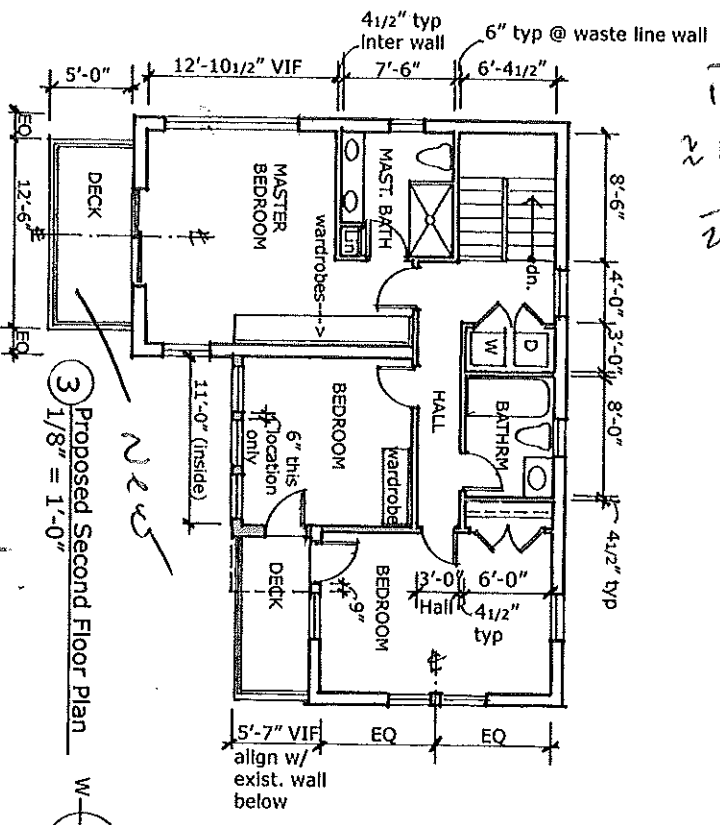 4 1/2" typ
Inter wall
6" typ @ waste line wall
5'-0"
12'-10 1/2" VIF
7'-6"
6'-4 1/2"
EQ
12'-6"
EQ
DECK
MASTER
BEDROOM
wardrobes--->
MAST. BATH
Lin
dn.
8'-6"
4'-0"
3'-0"
8'-0"
4 1/2" typ
W
D
HALL
BATHRM
BEDROOM
wardrobe
11'-0" (inside)
6" this
location
only
DECK
BEDROOM
9"
3'-0"
Hall
6'-0"
4 1/2"
typ
5'-7" VIF
EQ
EQ
align w/
exist. wall
below
New
3
Proposed Second Floor Plan
1/8" = 1'-0"
W